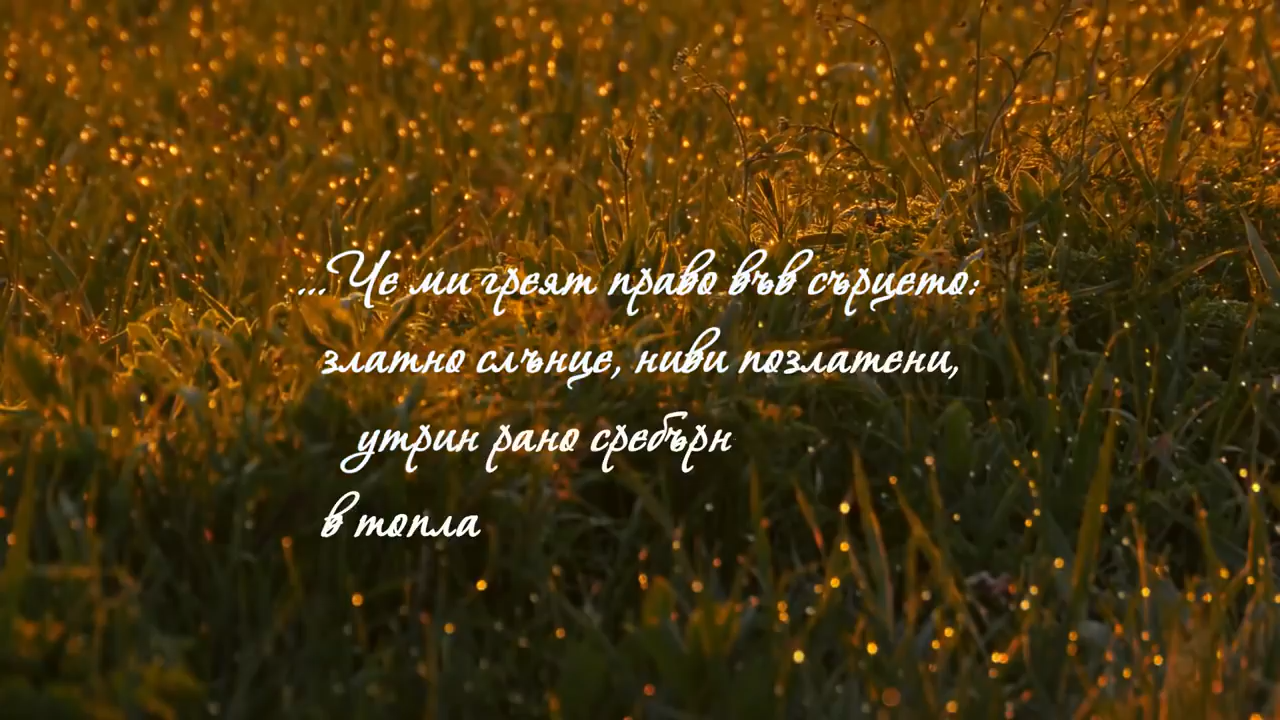 ...Че ми греят право във сърцето:
златно слънце, ниви позлатени,
утрин рано сребърн
в топла